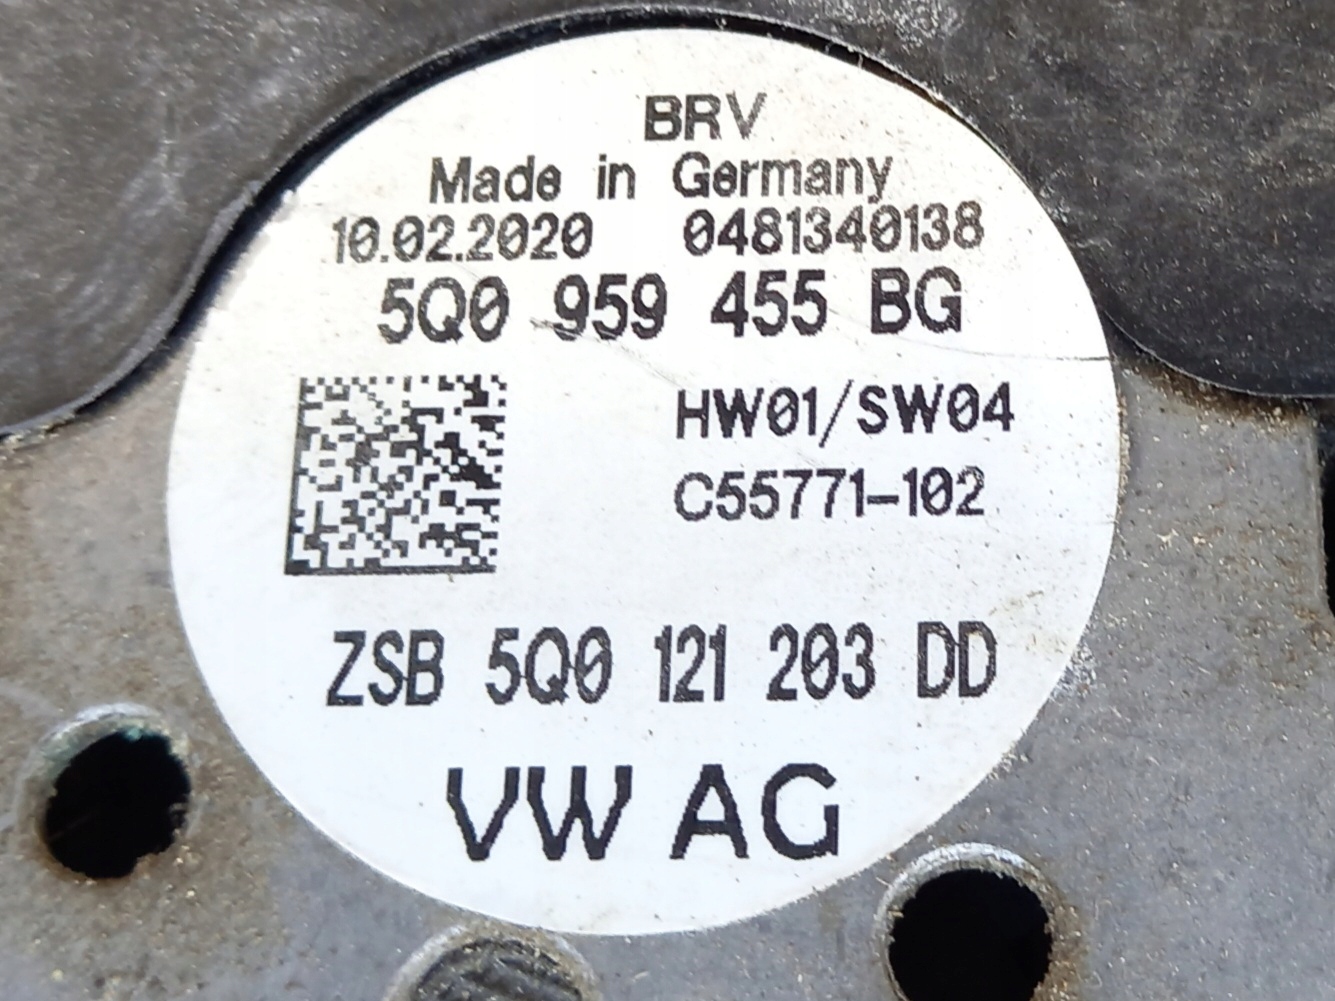 BRV
Made in Germany
10.02.2020 0481340138
5Q0 959 455 BG
HW01/SW04
C55771-102
ZSB 5Q0 121 203 DD
VW AG